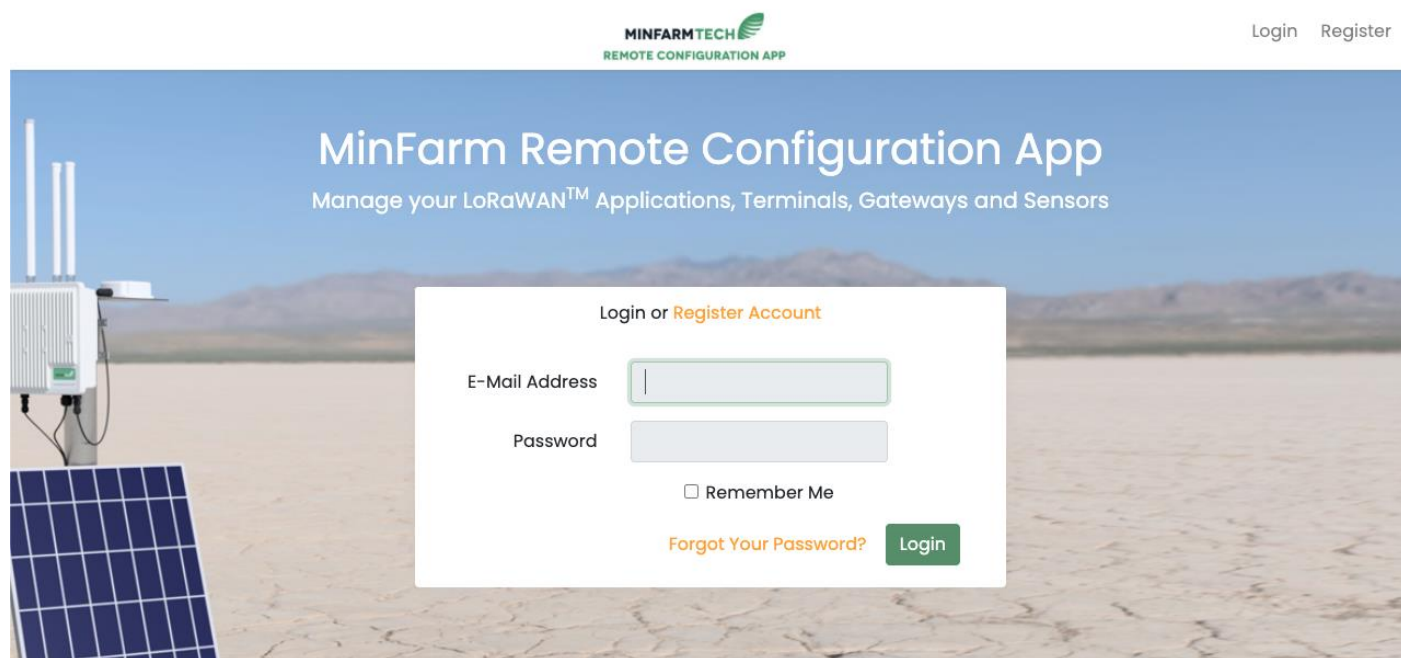 MINFARMTECH
REMOTE CONFIGURATION APP
Login Register
MinFarm Remote Configuration App
Manage your LoRaWAN™ Applications, Terminals, Gateways and Sensors
Login or Register Account
E-Mail Address
Password
Remember Me
Forgot Your Password? Login